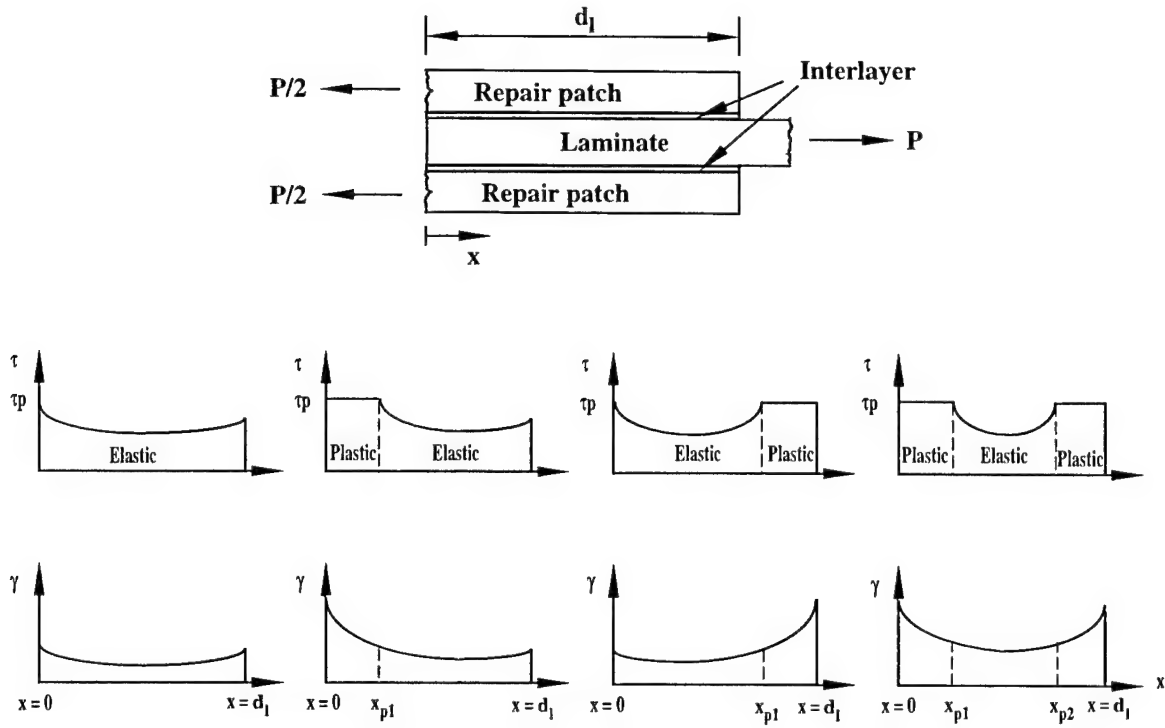 d₁
P/2
Repair patch
Interlayer
Laminate
P
P/2
Repair patch
x
τ τ τ τ
τp τp τp τp
Elastic Plastic Elastic Elastic Plastic Plastic Elastic Plastic
γ γ γ γ
x = 0 x = d₁ x = 0 xp1 x = d₁ x = 0 xp1 x = d₁ x = 0 xp1 xp2 x = d₁ x